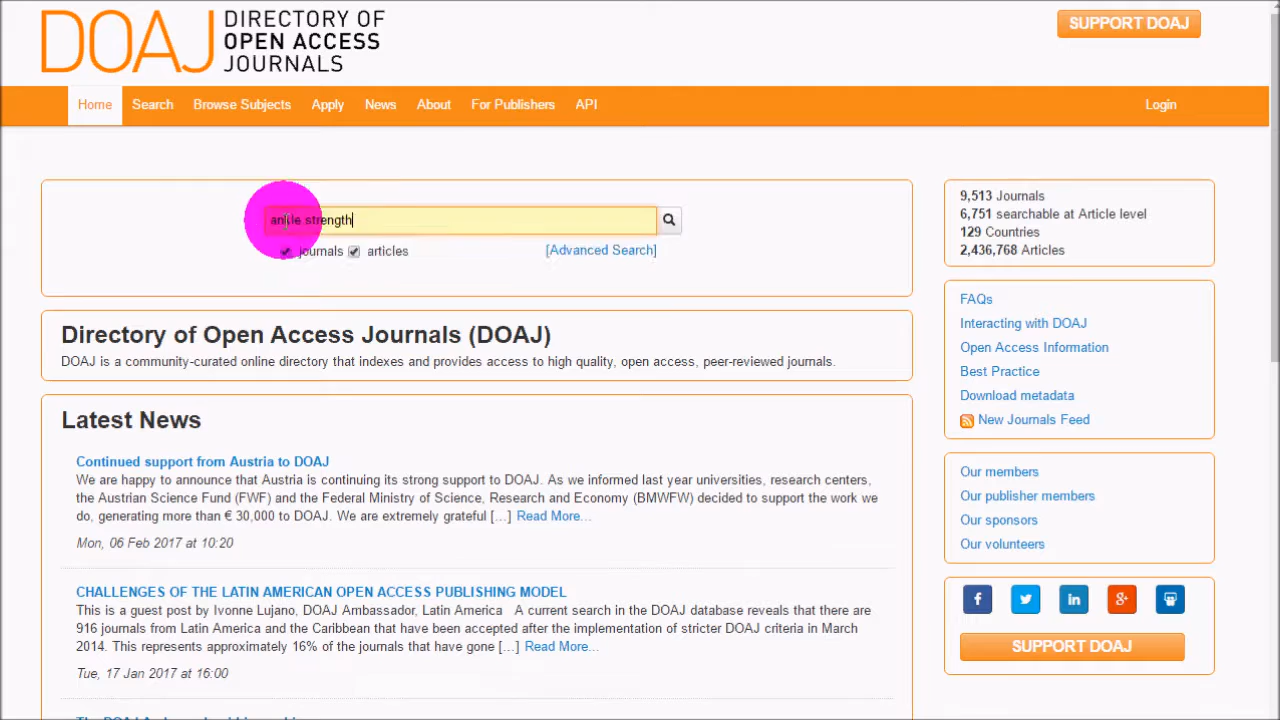 DOAJ
DIRECTORY OF
OPEN ACCESS
JOURNALS
SUPPORT DOAJ
Home Search Browse Subjects Apply News About For Publishers API Login
ankle strength
journals articles [Advanced Search]
9,513 Journals
6,751 searchable at Article level
129 Countries
2,436,768 Articles
Directory of Open Access Journals (DOAJ)
DOAJ is a community-curated online directory that indexes and provides access to high quality, open access, peer-reviewed journals.
FAQs
Interacting with DOAJ
Open Access Information
Best Practice
Download metadata
New Journals Feed
Latest News
Continued support from Austria to DOAJ
We are happy to announce that Austria is continuing its strong support to DOAJ. As we informed last year universities, research centers,
the Austrian Science Fund (FWF) and the Federal Ministry of Science, Research and Economy (BMWFW) decided to support the work we
do, generating more than € 30,000 to DOAJ. We are extremely grateful [...] Read More...
Mon, 06 Feb 2017 at 10:20
Our members
Our publisher members
Our sponsors
Our volunteers
CHALLENGES OF THE LATIN AMERICAN OPEN ACCESS PUBLISHING MODEL
This is a guest post by Ivonne Lujano, DOAJ Ambassador, Latin America A current search in the DOAJ database reveals that there are
916 journals from Latin America and the Caribbean that have been accepted after the implementation of stricter DOAJ criteria in March
2014. This represents approximately 16% of the journals that have gone [...] Read More...
Tue, 17 Jan 2017 at 16:00
f
in
g+
SUPPORT DOAJ